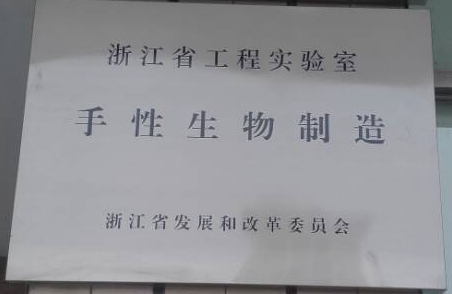 浙江省工程实验室
手性生物制造
浙江省发展和改革委员会